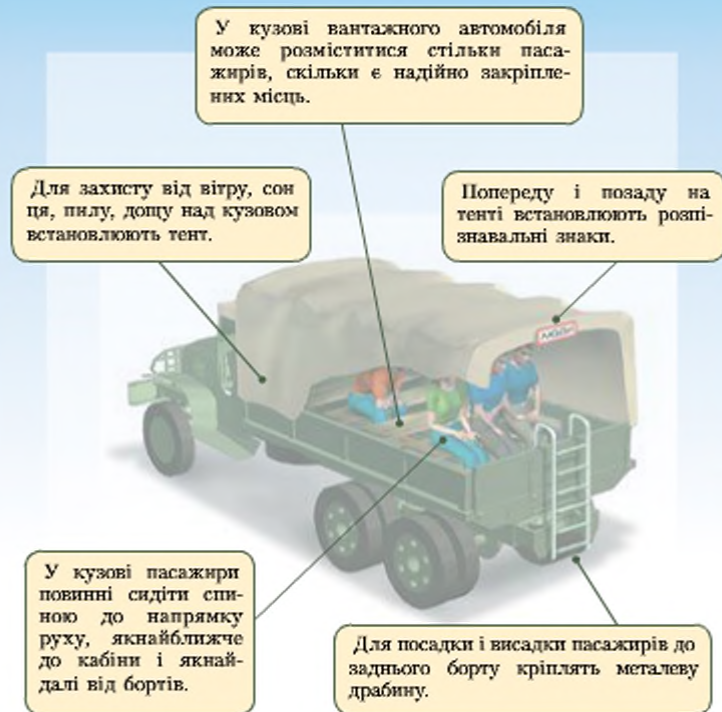 У кузові вантажного автомобіля
може розміститися стільки паса-
жирів, скільки є надійно закріпле-
них місць.
Для захисту від вітру, сон
ця, пилу, дощу над кузовом
встановлюють тент.
Попереду і позаду на
тенті встановлюють розпі-
знавальні знаки.
ЛЮДИ
У кузові пасажири
повинні сидіти спи-
ною до напрямку
руху, якнайближче
до кабіни і якнай-
далі від бортів.
Для посадки і висадки пасажирів до
заднього борту кріплять металеву
драбину.